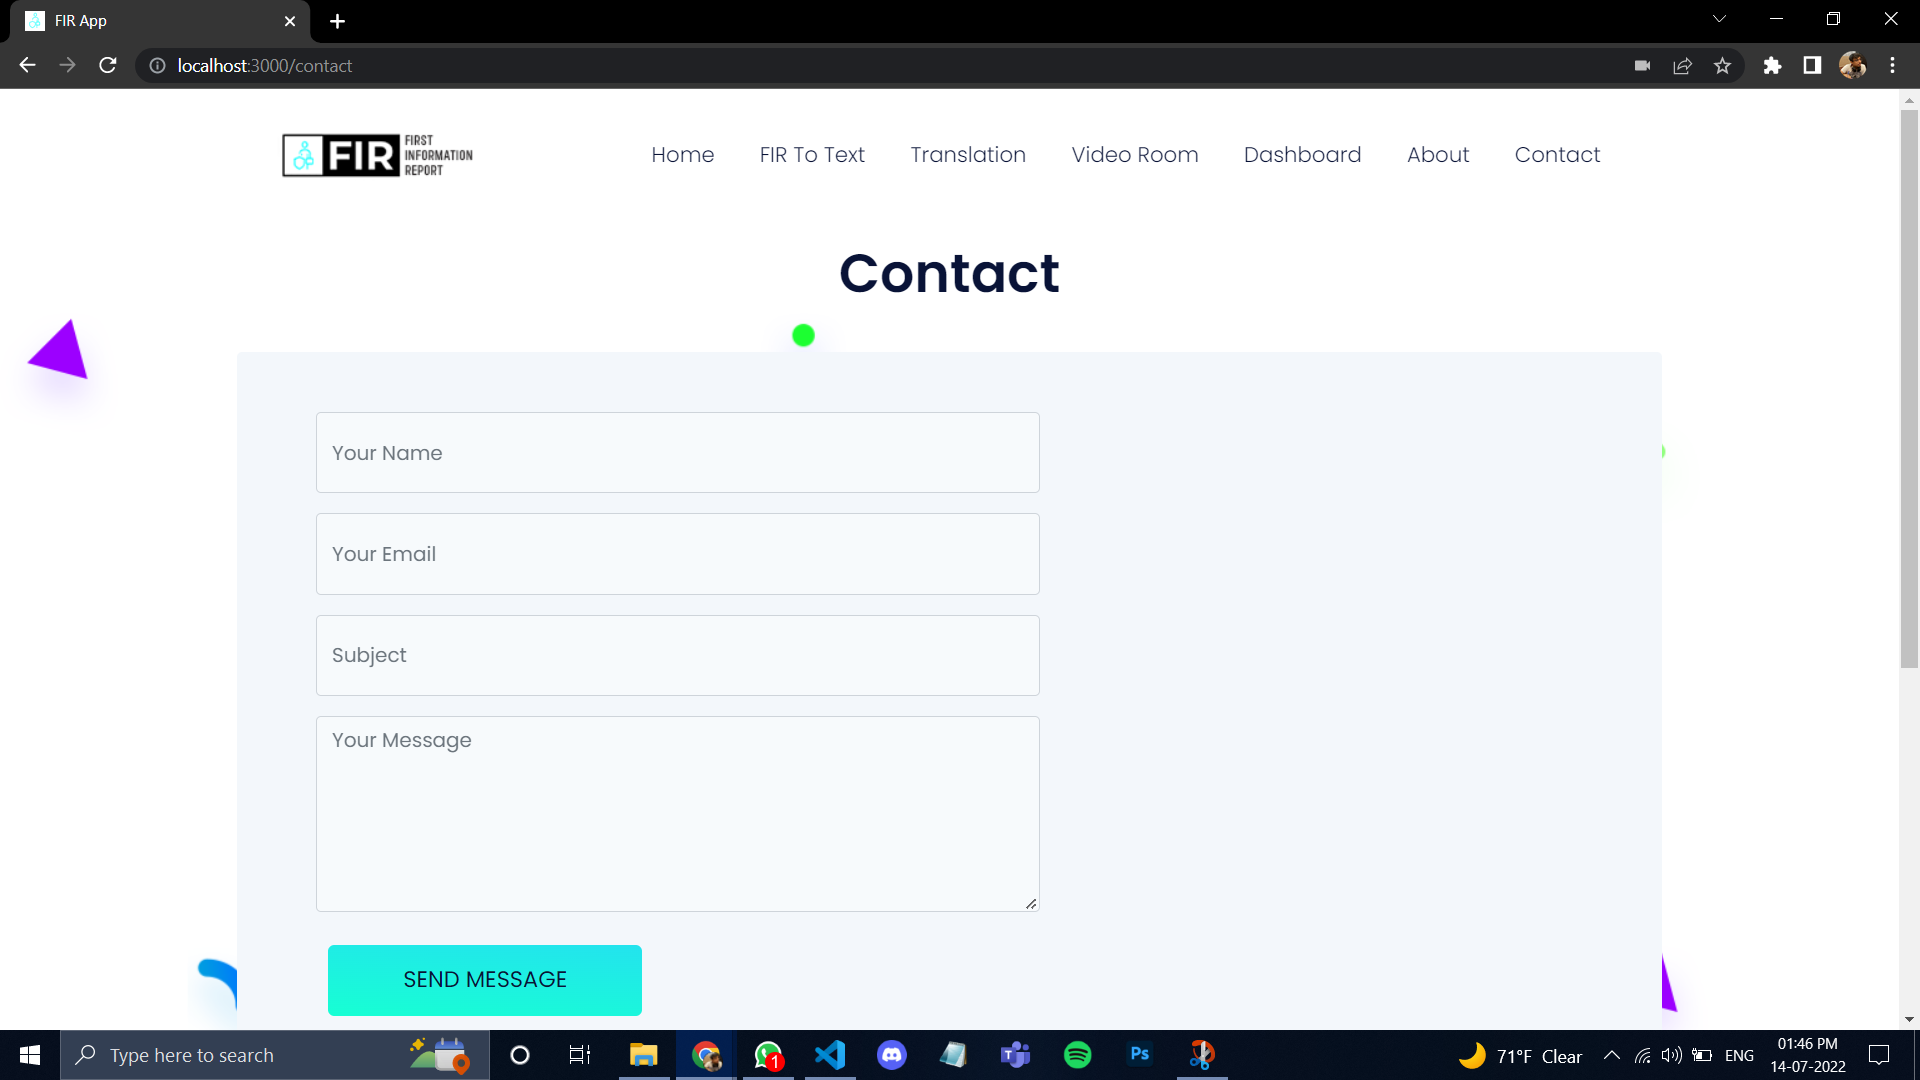 FIR App
localhost:3000/contact
FIR FIRST
INFORMATION
REPORT
Home FIR To Text Translation Video Room Dashboard About Contact
Contact
Your Name
Your Email
Subject
Your Message
SEND MESSAGE
Type here to search
1
Ps
71°F Clear
ENG
01:46 PM
14-07-2022